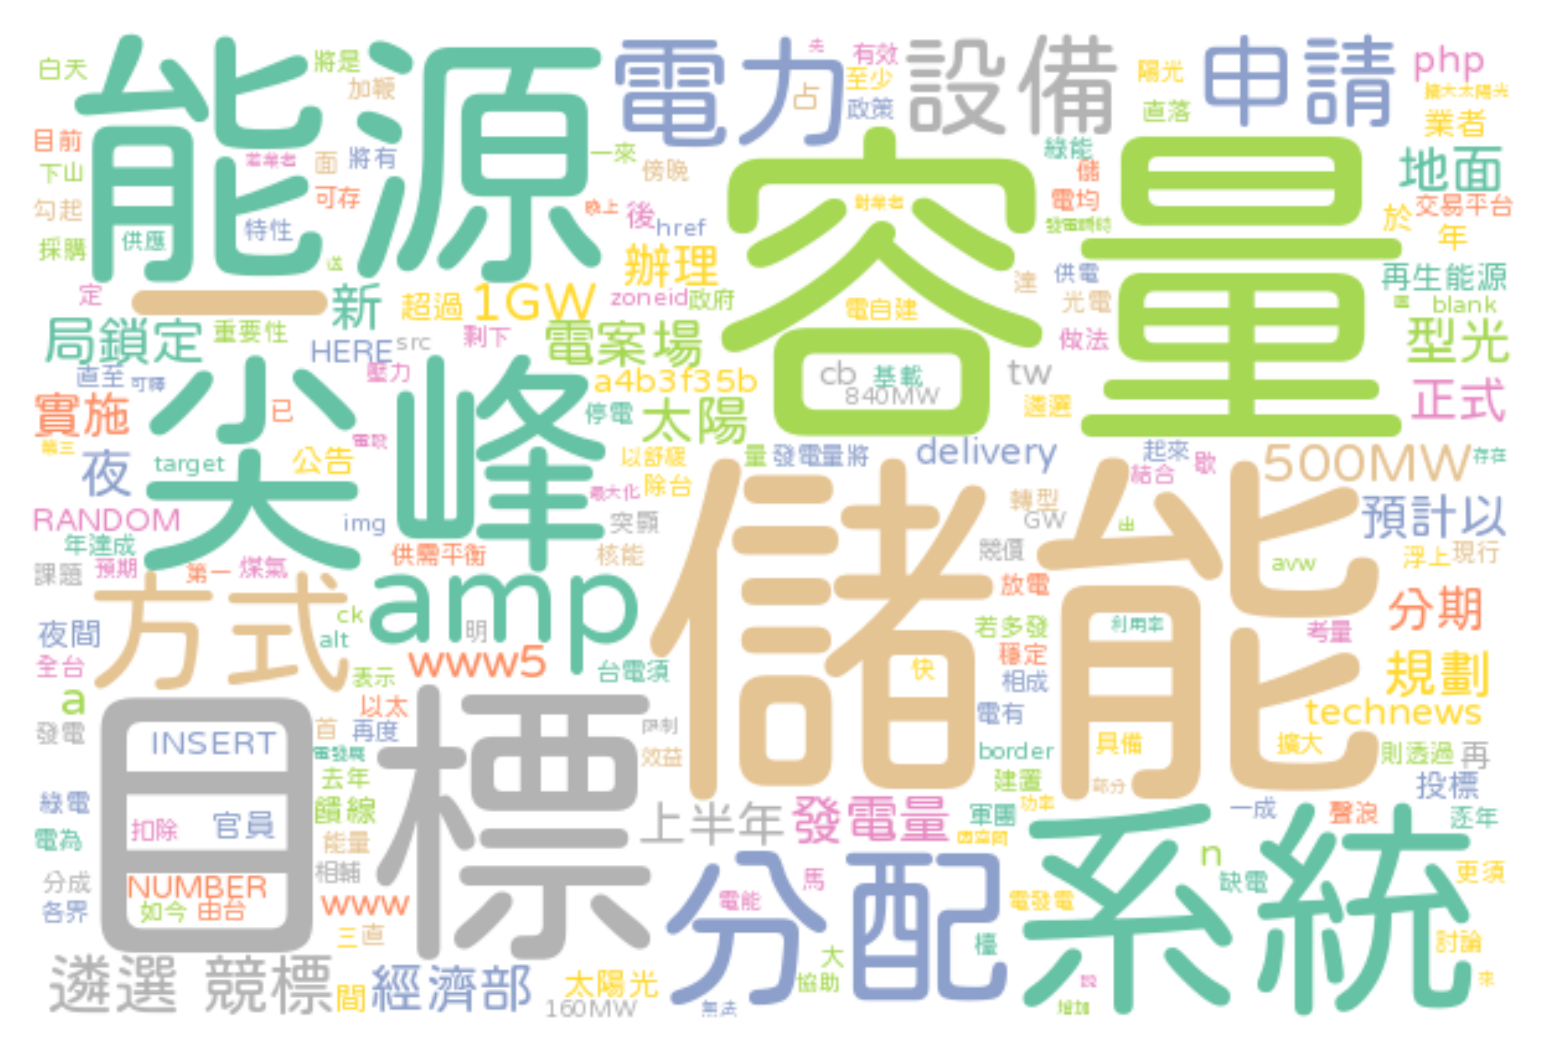 白天
將是
加鞭
能源
電力
占
有效
至少
政策
設備
陽光
直落
申請
php
擴大太陽光
業者
目前
下山
勾起
採購
供應
面
將有
可存
特性
一來
傍晚
晚上
後
href
容量
綠能
儲
電均
發電瞬時
地面
交易平台
於
年
定
一
新
超過
1GW
辦理
zoneid
政府
電自建
達
供電
光電
再生能源
blank
局鎖定
重要性
HERE
src
剩下
電案場
做法
型光
直至
可釋
壓力
a4b3f35b
cb
基載
840MW
tw
遴選
正式
實施
已
尖峰
停電
太陽
第三
夜
target
公告
以舒緩
量
發電量將
delivery
起來
歇
結合
500MW
存在
最大化
除台
儲能
轉型
GW
出
預計以
RANDOM
年達成
img
突顯
課題
預期
第一
煤氣
供需平衡
核能
競價
放電
avw
浮上
現行
方式
ck
alt
amp
明
若多發
利用率
考量
分期
夜間
全台
a
表示
www5
台電須
快
穩定
相成
規劃
technews
發電
目標
INSERT
以太
首
再度
限制
效益
電有
border
具備
擴大
則透過
再
綠電
電為
扣除
官員
去年
饋線
能量
建置
部分
投標
上半年
發電量
軍團
功率
一成
聲浪
逐年
分成
各界
NUMBER
如今
由台
相輔
www
分配
馬
電能
電發電
系統
n
缺電
更須
三
直
大
協助
檯
討論
遴選
競標
間
經濟部
太陽光
160MW
無法
增加
來